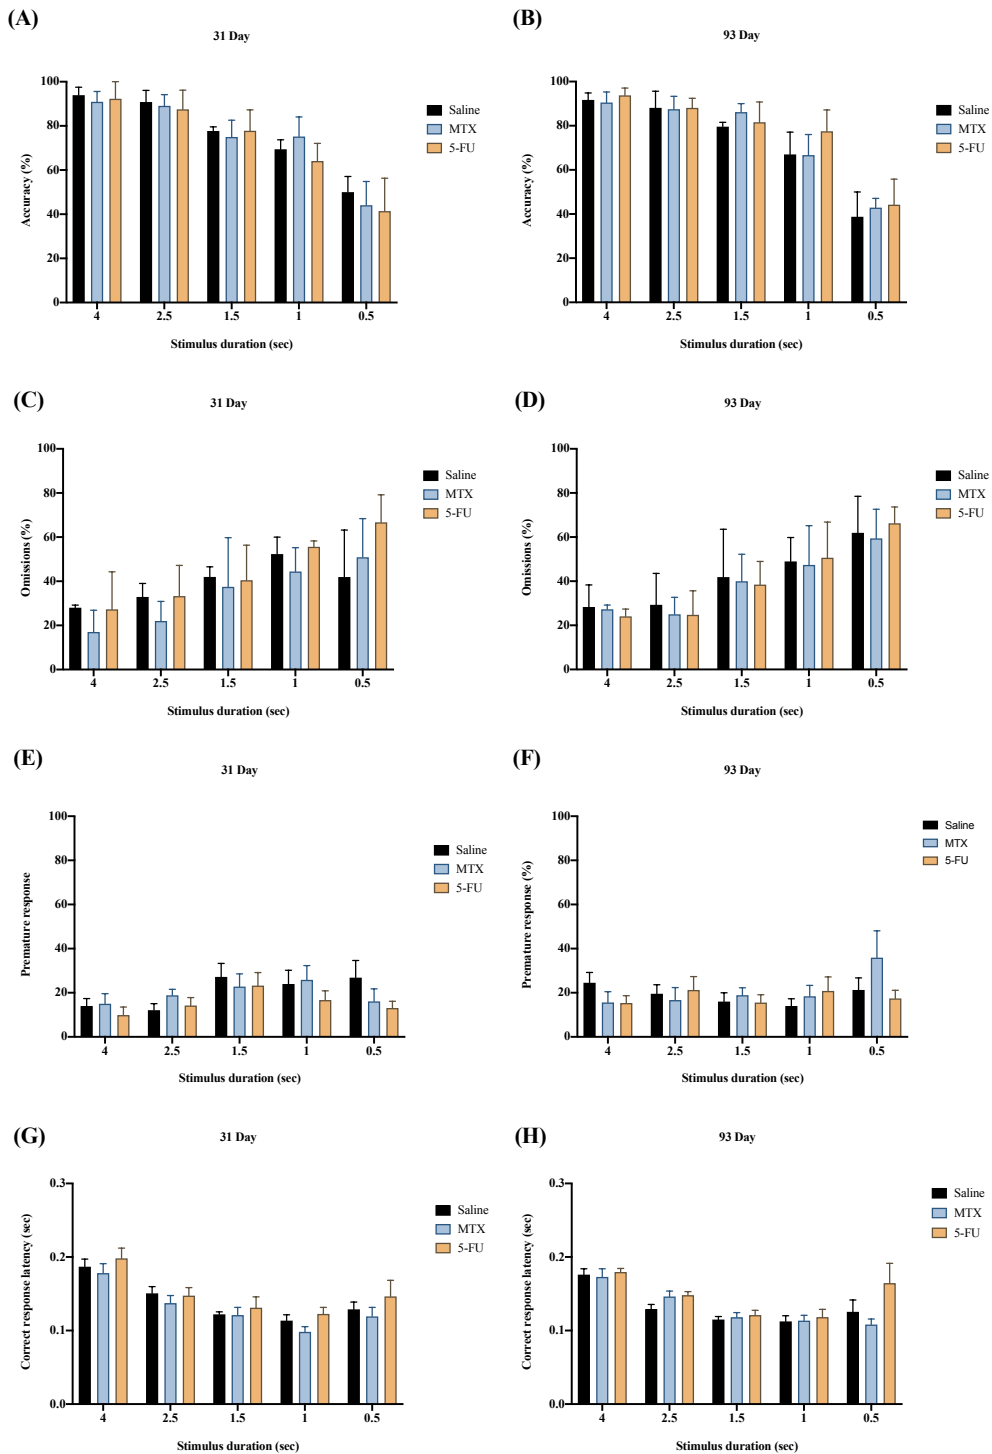 (A)
31 Day
100
80
60
40
20
0
Accuracy (%)
4 2.5 1.5 1 0.5
Stimulus duration (sec)
Saline
MTX
5-FU
(B)
93 Day
100
80
60
40
20
0
Accuracy (%)
4 2.5 1.5 1 0.5
Stimulus duration (sec)
Saline
MTX
5-FU
(C)
31 Day
100
80
60
40
20
0
Omissions (%)
4 2.5 1.5 1 0.5
Stimulus duration (sec)
Saline
MTX
5-FU
(D)
93 Day
100
80
60
40
20
0
Omissions (%)
4 2.5 1.5 1 0.5
Stimulus duration (sec)
Saline
MTX
5-FU
(E)
31 Day
100
80
60
40
20
0
Premature response
4 2.5 1.5 1 0.5
Stimulus duration (sec)
Saline
MTX
5-FU
(F)
93 Day
100
80
60
40
20
0
Premature response (%)
4 2.5 1.5 1 0.5
Stimulus duration (sec)
Saline
MTX
5-FU
(G)
31 Day
0.3
0.2
0.1
0.0
Correct response latency (sec)
4 2.5 1.5 1 0.5
Stimulus duration (sec)
Saline
MTX
5-FU
(H)
93 Day
0.3
0.2
0.1
0.0
Correct response latency (sec)
4 2.5 1.5 1 0.5
Stimulus duration (sec)
Saline
MTX
5-FU